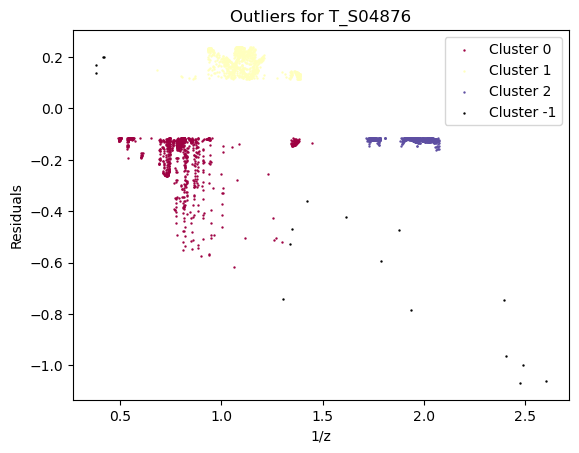 Outliers for T_S04876
Cluster 0
Cluster 1
Cluster 2
Cluster -1
Residuals
0.2
0.0
−0.2
−0.4
−0.6
−0.8
−1.0
0.5 1.0 1.5 2.0 2.5
1/z